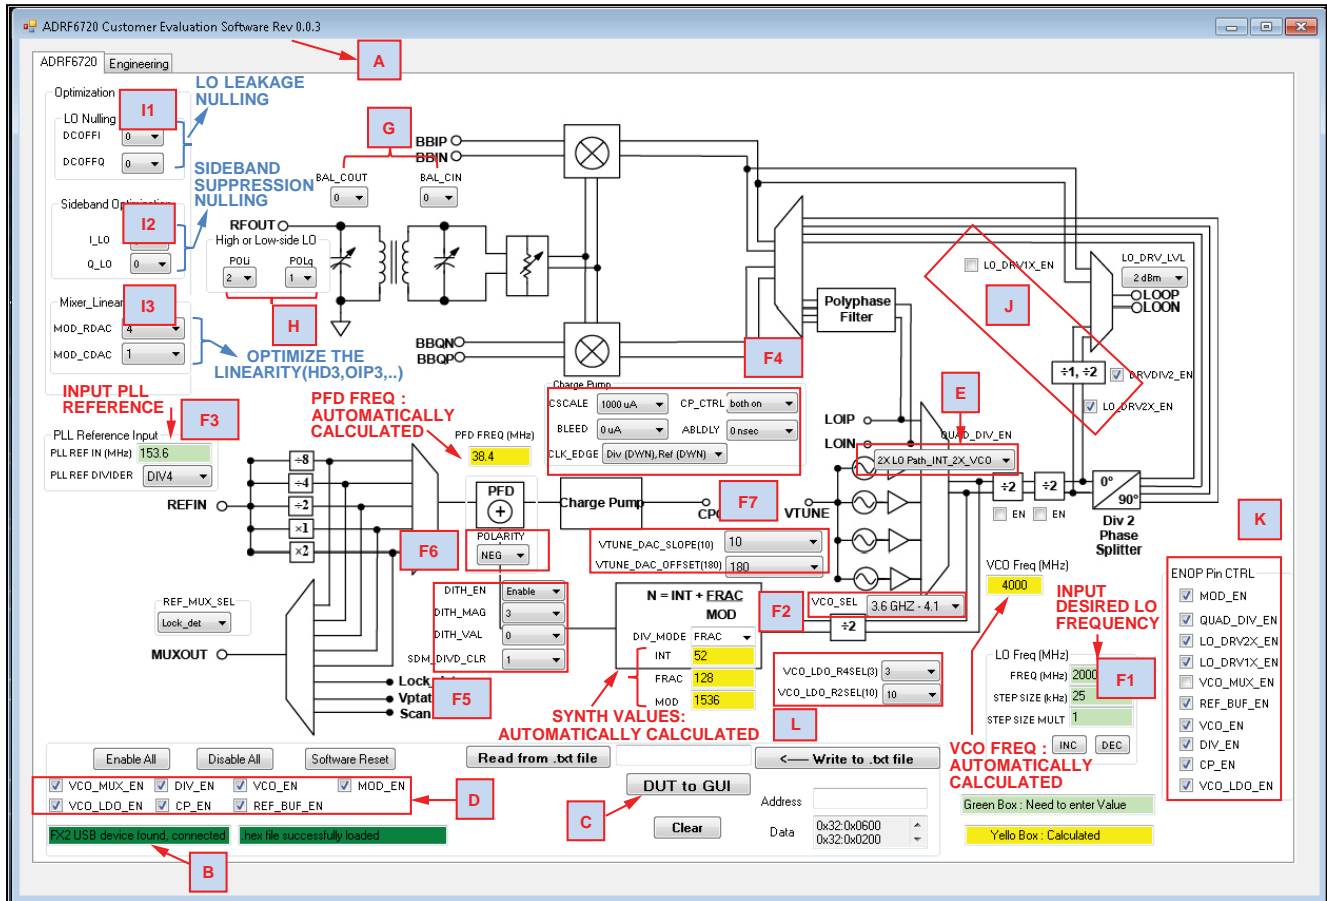 ADRF6720 Customer Evaluation Software Rev 0.0.3
A
ADRF6720
Engineering
Optimization
I1
LO LEAKAGE
NULLING
LO Nulling
DCOFFI
0
DCOFFQ
0
G
BBIP
BBIN
SIDEBAND
SUPPRESSION
NULLING
BAL_COUT
0
BAL_CIN
0
I2
I_LO
Q_LO
0
RFOUT
High or Low-side LO
POLi
2
POLq
1
H
I3
MOD_RDAC
4
MOD_CDAC
1
OPTIMIZE THE
LINEARITY(HD3,OIP3,..)
BBQN
BBQP
F4
Polyphase
Filter
LO_DRV1X_EN
J
LO_DRV_LVL
2 dBm
LOOP
LOON
÷1, ÷2
DRVDIV2_EN
LO_DRV2X_EN
INPUT PLL
REFERENCE
F3
PLL Reference Input
PLL REF IN (MHz)
153.6
PLL REF DIVIDER
DIV4
PFD FREQ :
AUTOMATICALLY
CALCULATED
PFD FREQ (MHz)
38.4
Charge Pump
CSCALE
1000 uA
CP_CTRL
both on
BLEED
0 uA
ABLDLY
0 nsec
CLK_EDGE
Div (DWN),Ref (DWN)
LOIP
LOIN
E
QUAD_DIV_EN
2X LO Path_INT_2X_VCO
REFIN
÷8
÷4
÷2
×1
×2
PFD
+
Charge Pump
F7
VTUNE
÷2
÷2
EN
EN
0°
90°
Div 2
Phase
Splitter
K
F6
POLARITY
NEG
VTUNE_DAC_SLOPE(10)
10
VTUNE_DAC_OFFSET(180)
180
REF_MUX_SEL
Lock_det
MUXOUT
Vptat
Scan
DITH_EN
Enable
DITH_MAG
3
DITH_VAL
0
SDM_DIVD_CLR
1
F5
N = INT + FRAC
MOD
DIV_MODE
FRAC
INT
52
FRAC
128
MOD
1536
SYNTH VALUES:
AUTOMATICALLY CALCULATED
F2
VCO_SEL
3.6 GHZ - 4.1
÷2
VCO_LDO_R4SEL(3)
3
VCO_LDO_R2SEL(10)
10
L
VCO Freq (MHz)
4000
INPUT
DESIRED LO
FREQUENCY
LO Freq (MHz)
FREQ (MHz)
2000
F1
STEP SIZE (kHz)
25
STEP SIZE MULT
1
INC
DEC
VCO FREQ :
AUTOMATICALLY
CALCULATED
ENOP Pin CTRL
MOD_EN
QUAD_DIV_EN
LO_DRV2X_EN
LO_DRV1X_EN
VCO_MUX_EN
REF_BUF_EN
VCO_EN
DIV_EN
CP_EN
VCO_LDO_EN
Enable All
Disable All
Software Reset
VCO_MUX_EN
DIV_EN
VCO_EN
MOD_EN
VCO_LDO_EN
CP_EN
REF_BUF_EN
D
FX2 USB device found, connected
.hex file successfully loaded
B
Read from .txt file
<---- Write to .txt file
DUT to GUI
C
Clear
Address
Data
0x32:0x0600
0x32:0x0200
Green Box : Need to enter Value
Yello Box : Calculated